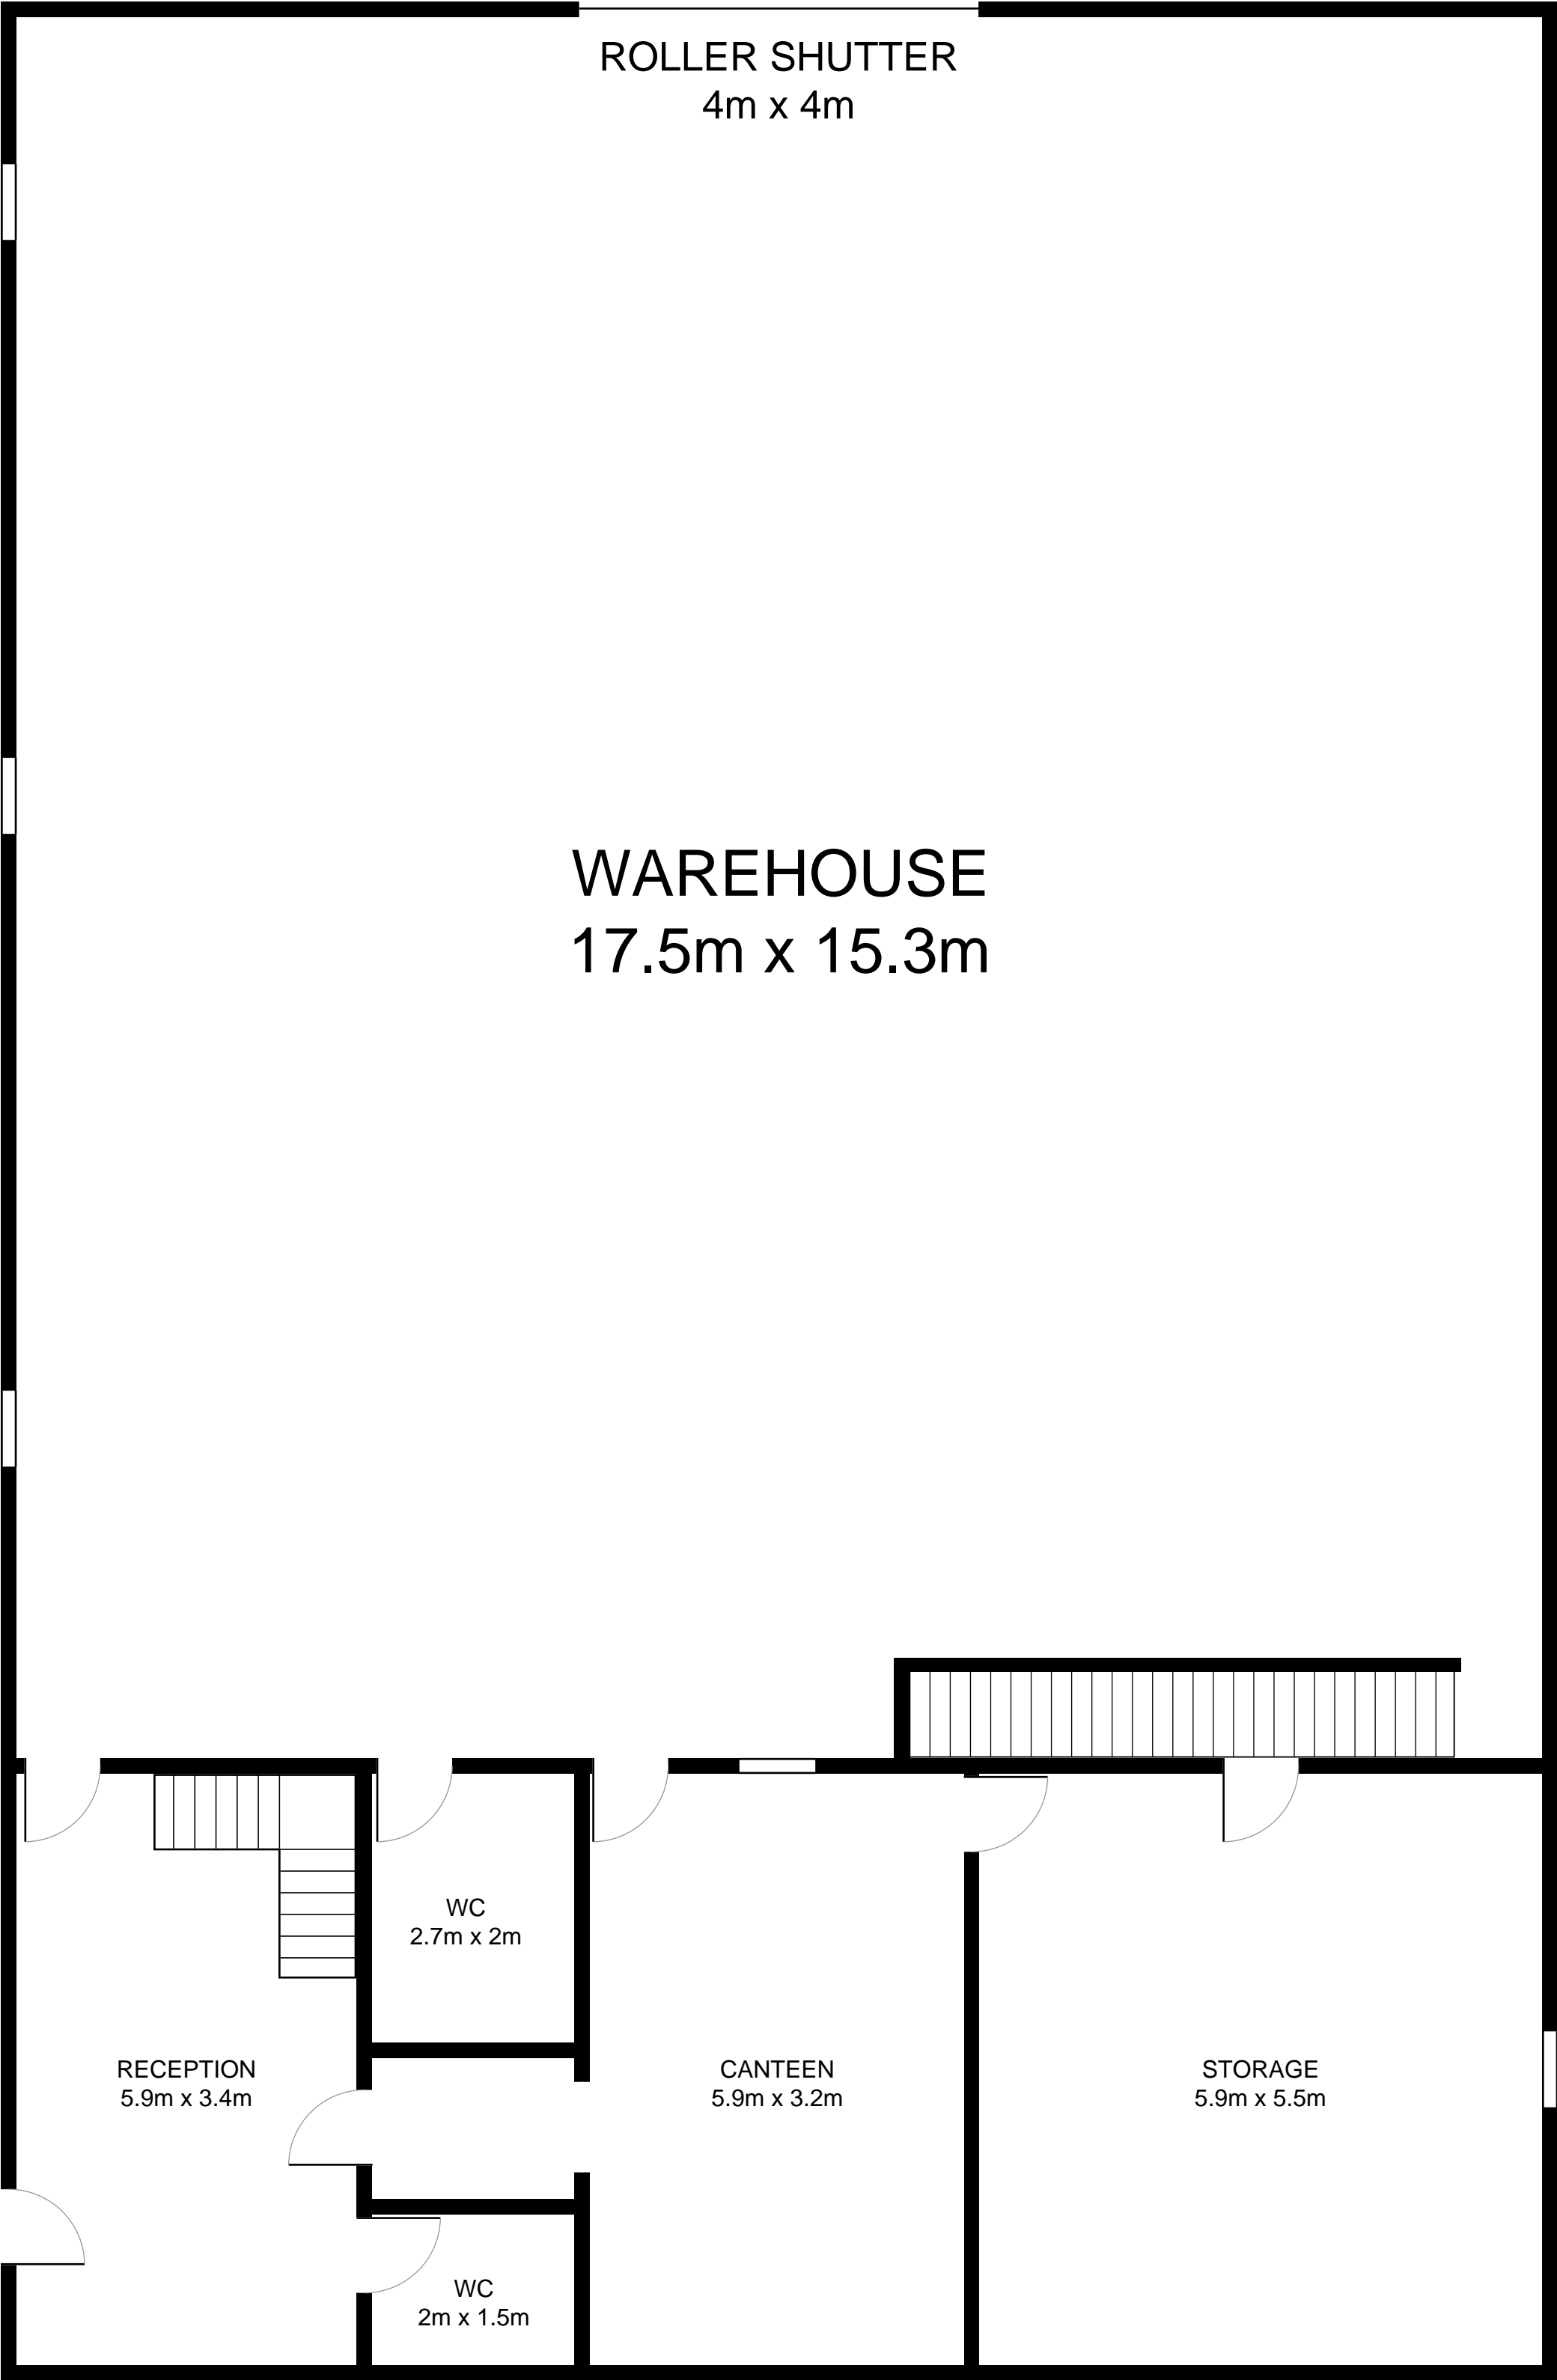 ROLLER SHUTTER
4m x 4m
WAREHOUSE
17.5m x 15.3m
WC
2.7m x 2m
RECEPTION
5.9m x 3.4m
CANTEEN
5.9m x 3.2m
STORAGE
5.9m x 5.5m
WC
2m x 1.5m